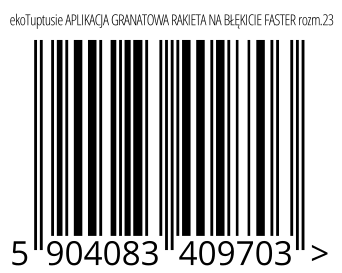 ekoTuptusie APLIKACJA GRANATOWA RAKIETA NA BŁĘKICIE FASTER rozm.23
5 904083 409703 >